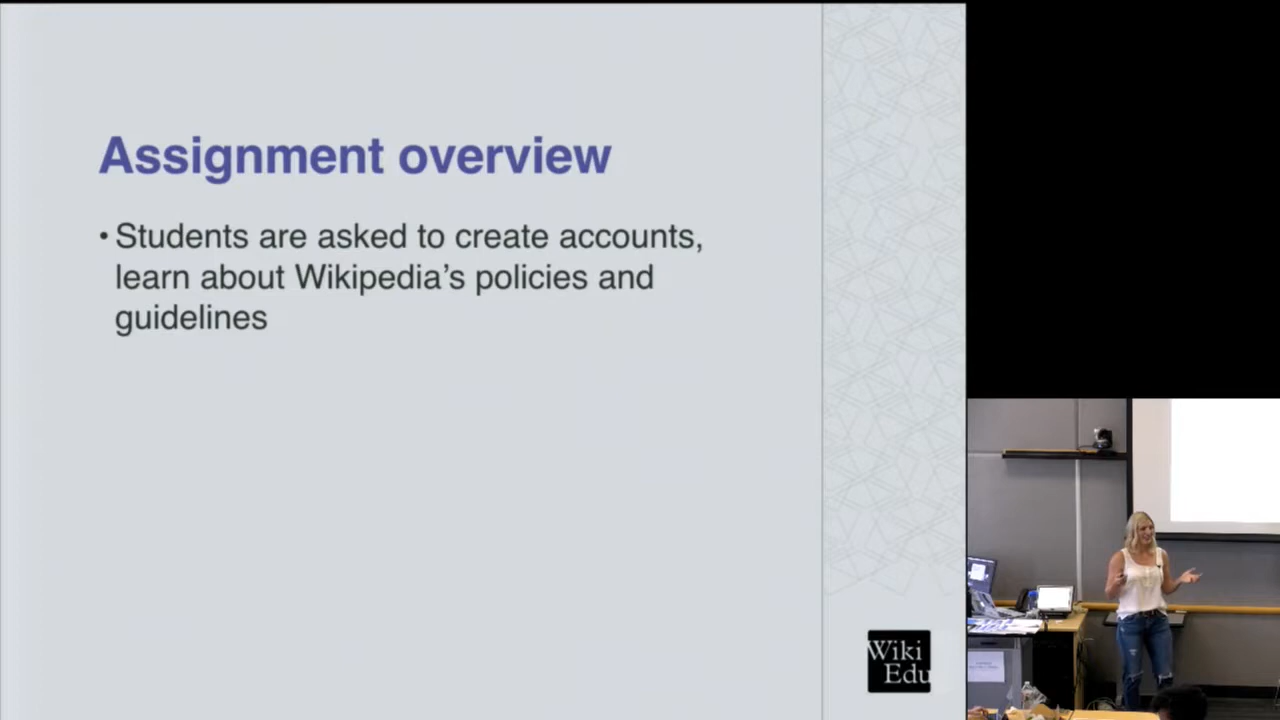 Assignment overview
• Students are asked to create accounts,
learn about Wikipedia’s policies and
guidelines
Wiki
Edu